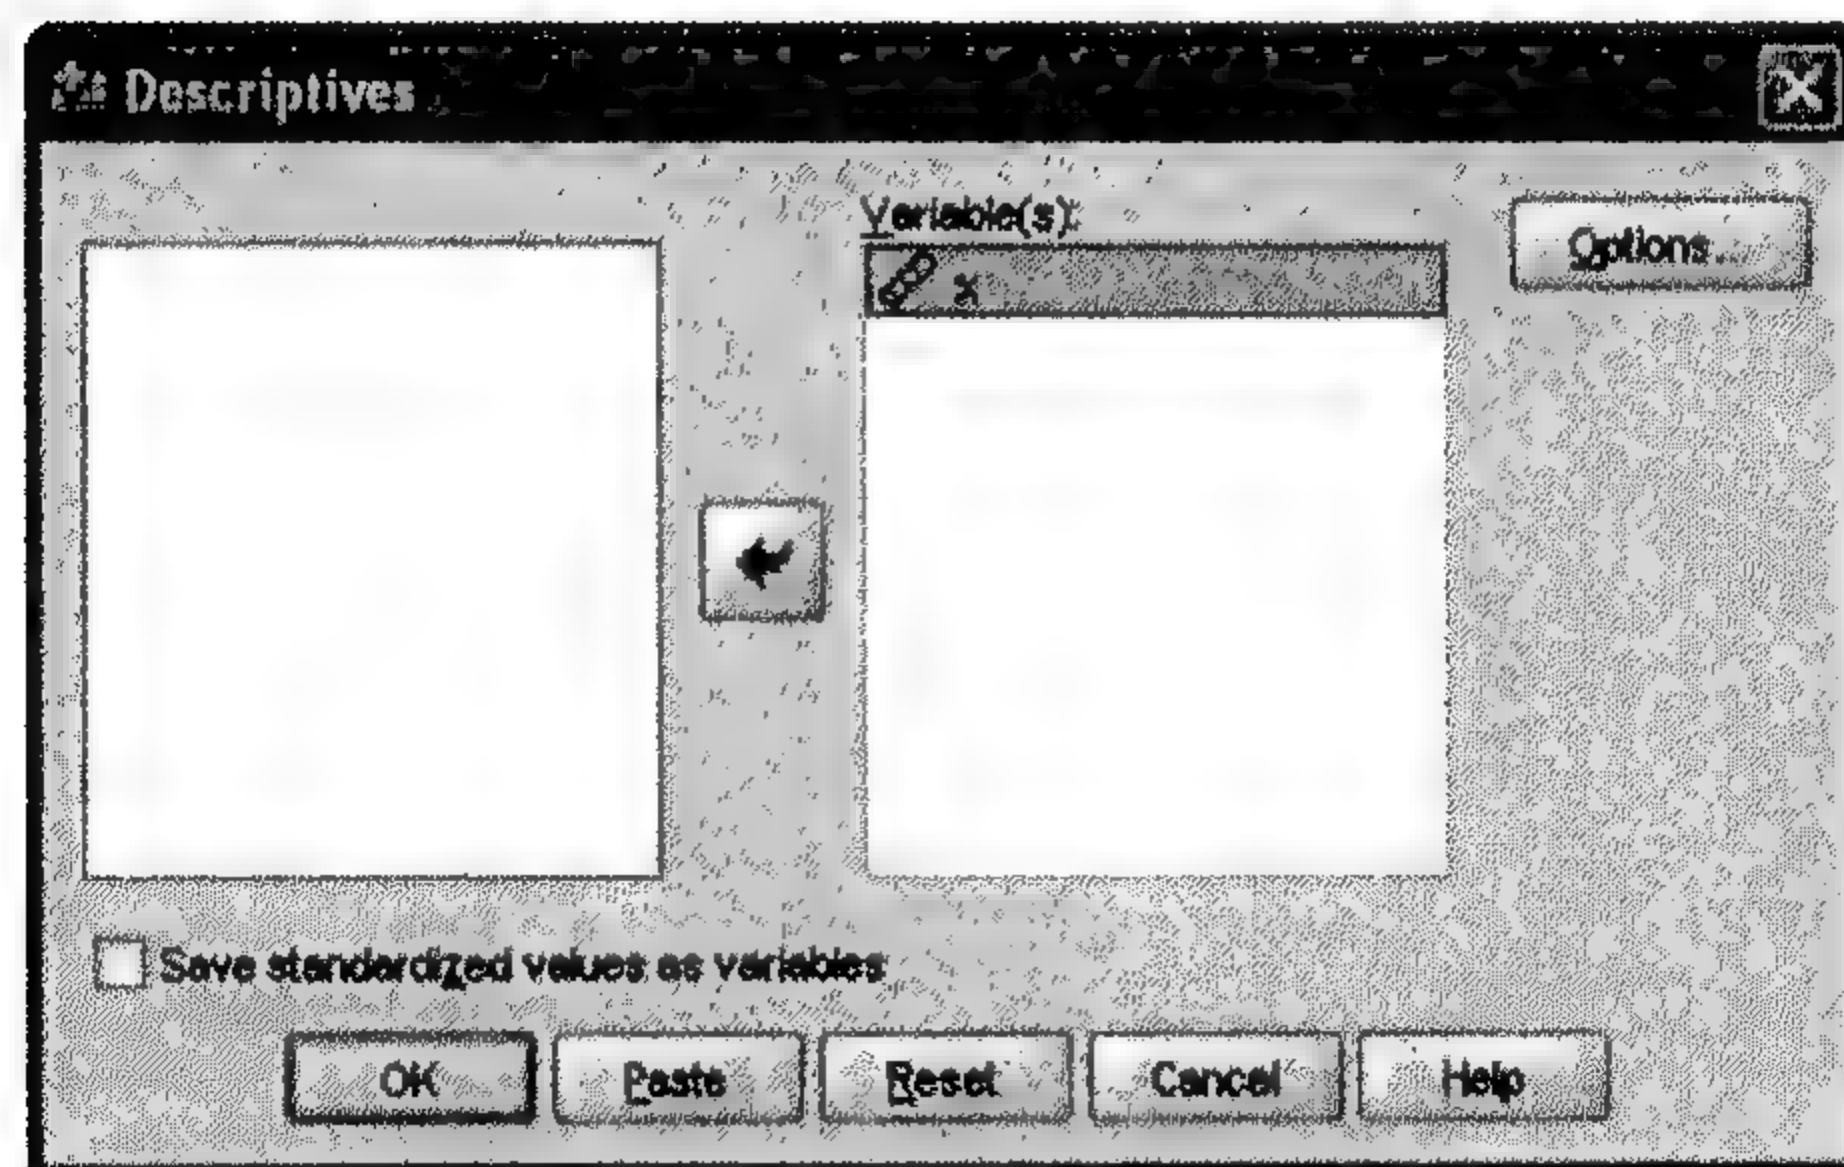 Descriptives
Variable(s):
x
Options...
Save standardized values as variables
OK
Paste
Reset
Cancel
Help